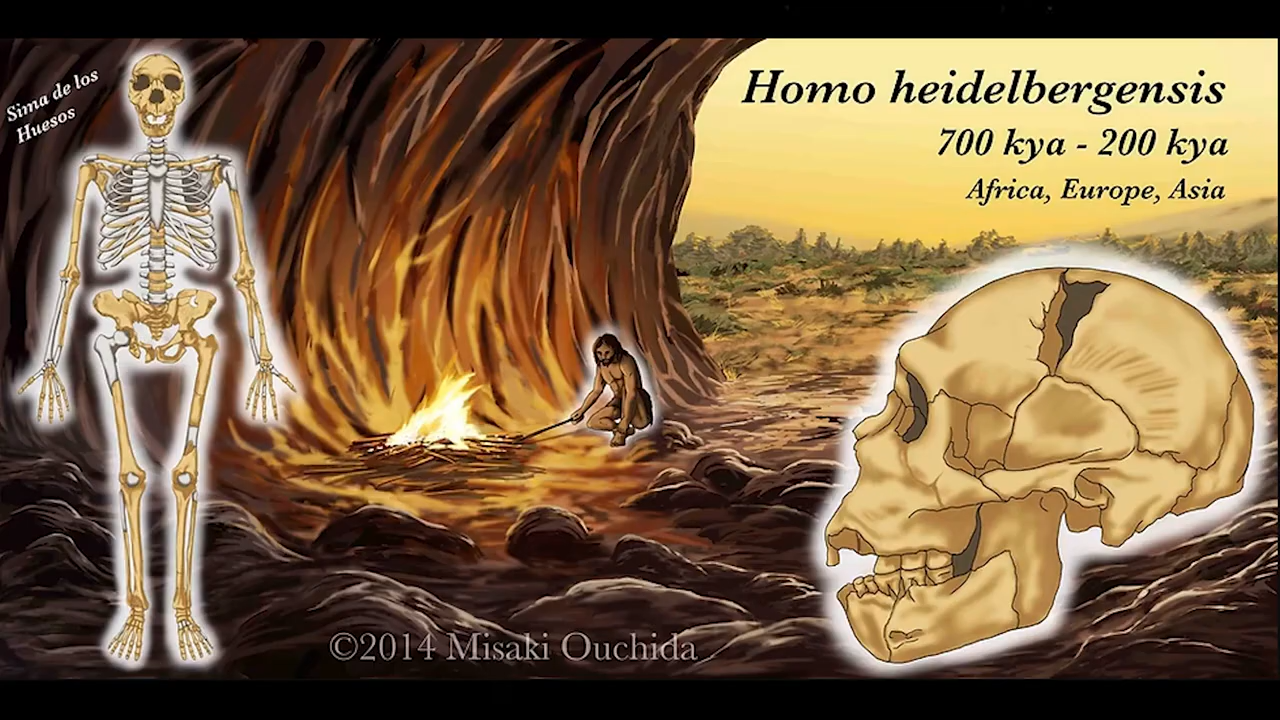 Sima de los
Huesos
Homo heidelbergensis
700 kya - 200 kya
Africa, Europe, Asia
©2014 Misaki Ouchida